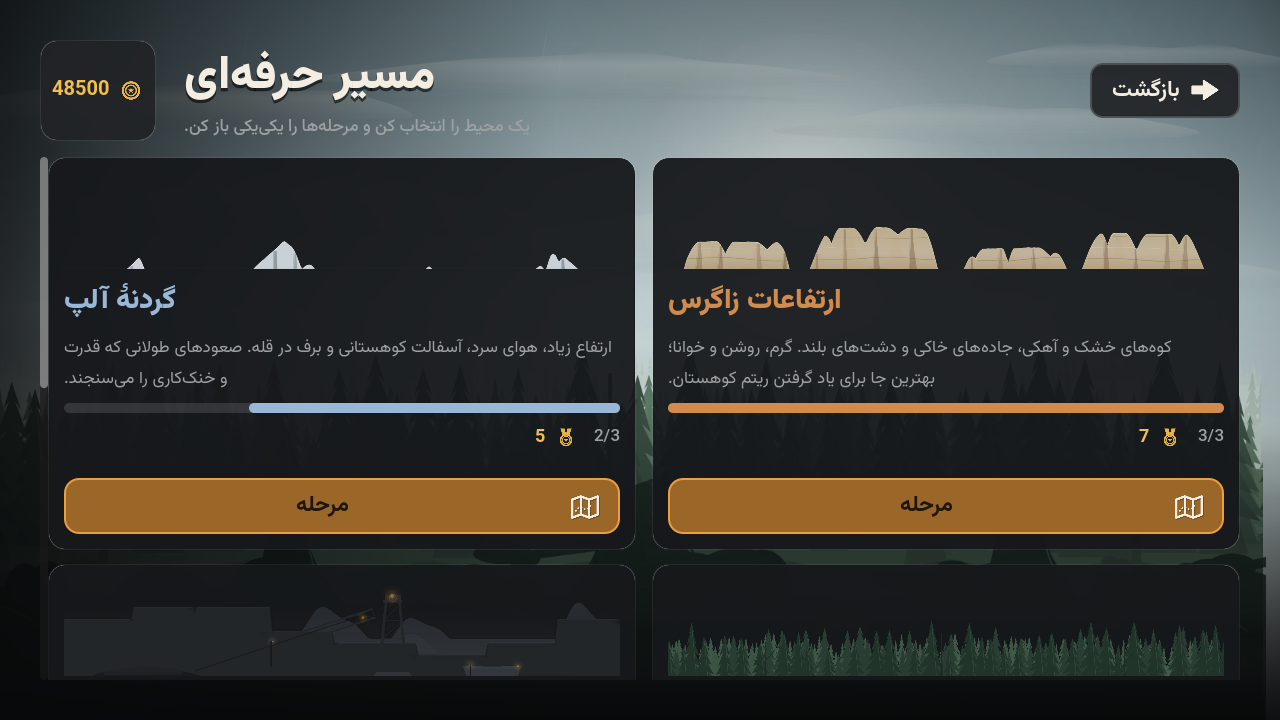 بازگشت
مسیر حرفه‌ای
یک محیط را انتخاب کن و مرحله‌ها را یکی‌یکی باز کن.
48500
ارتفاعات زاگرس
کوه‌های خشک و آهکی، جاده‌های خاکی و دشت‌های بلند. گرم، روشن و خوانا؛
بهترین جا برای یاد گرفتن ریتم کوهستان.
3/3 7
مرحله
گردنهٔ آلپ
ارتفاع زیاد، هوای سرد، آسفالت کوهستانی و برف در قله. صعودهای طولانی که قدرت
و خنک‌کاری را می‌سنجند.
2/3 5
مرحله